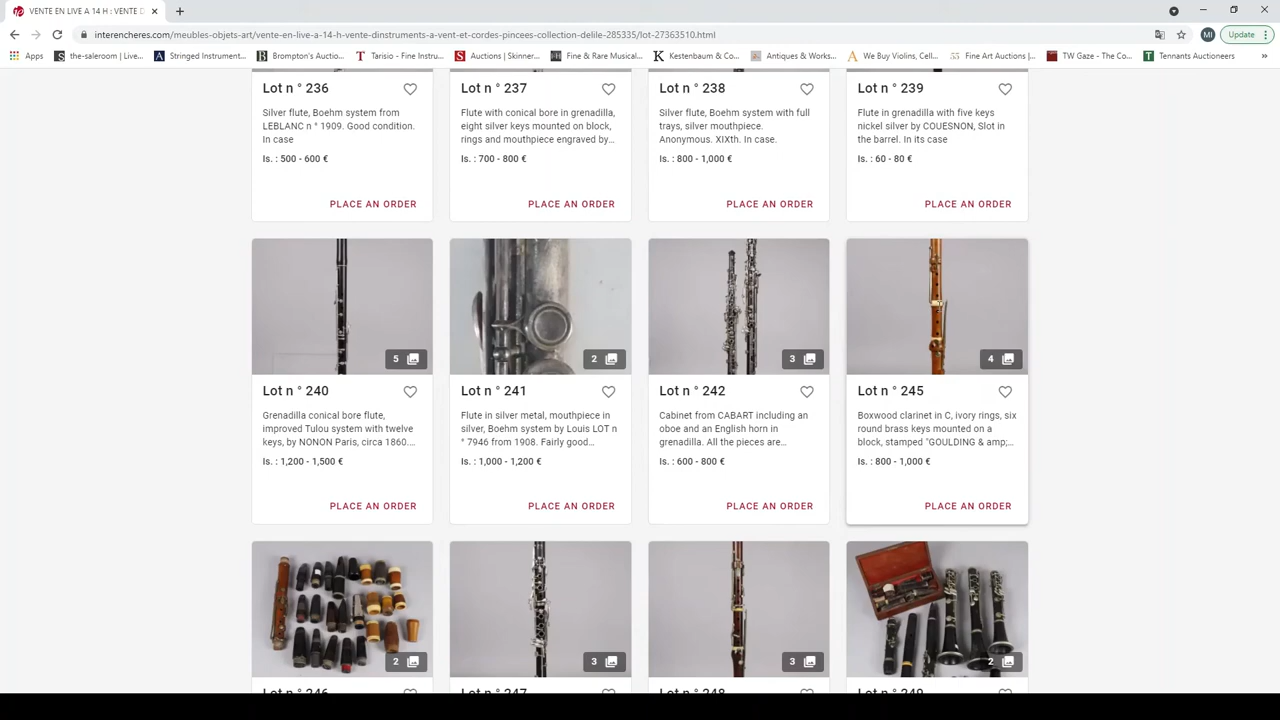 VENTE EN LIVE A 14 H : VENTE D
interencheres.com/meubles-objets-art/vente-en-live-a-14-h-vente-dinstruments-a-vent-et-cordes-pincees-collection-delile-285335/lot-27363510.html
MI
Update
Apps
the-saleroom | Live...
Stringed Instrument...
Brompton's Auctio...
Tarisio - Fine Instru...
Auctions | Skinner...
Fine & Rare Musical...
Kestenbaum & Co...
Antiques & Works...
We Buy Violins, Cell...
Fine Art Auctions |...
TW Gaze - The Co...
Tennants Auctioneers
Lot n ° 236
Silver flute, Boehm system from
LEBLANC n ° 1909. Good condition.
In case
Is. : 500 - 600 €
PLACE AN ORDER
Lot n ° 237
Flute with conical bore in grenadilla,
eight silver keys mounted on block,
rings and mouthpiece engraved by...
Is. : 700 - 800 €
PLACE AN ORDER
Lot n ° 238
Silver flute, Boehm system with full
trays, silver mouthpiece.
Anonymous. XIXth. In case.
Is. : 800 - 1,000 €
PLACE AN ORDER
Lot n ° 239
Flute in grenadilla with five keys
nickel silver by COUESNON, Slot in
the barrel. In its case
Is. : 60 - 80 €
PLACE AN ORDER
5
Lot n ° 240
Grenadilla conical bore flute,
improved Tulou system with twelve
keys, by NONON Paris, circa 1860....
Is. : 1,200 - 1,500 €
PLACE AN ORDER
2
Lot n ° 241
Flute in silver metal, mouthpiece in
silver, Boehm system by Louis LOT n
° 7946 from 1908. Fairly good...
Is. : 1,000 - 1,200 €
PLACE AN ORDER
3
Lot n ° 242
Cabinet from CABART including an
oboe and an English horn in
grenadilla. All the pieces are...
Is. : 600 - 800 €
PLACE AN ORDER
4
Lot n ° 245
Boxwood clarinet in C, ivory rings, six
round brass keys mounted on a
block, stamped "GOULDING & amp;...
Is. : 800 - 1,000 €
PLACE AN ORDER
2
3
3
2
Lot n ° 246
Lot n ° 247
Lot n ° 248
Lot n ° 249